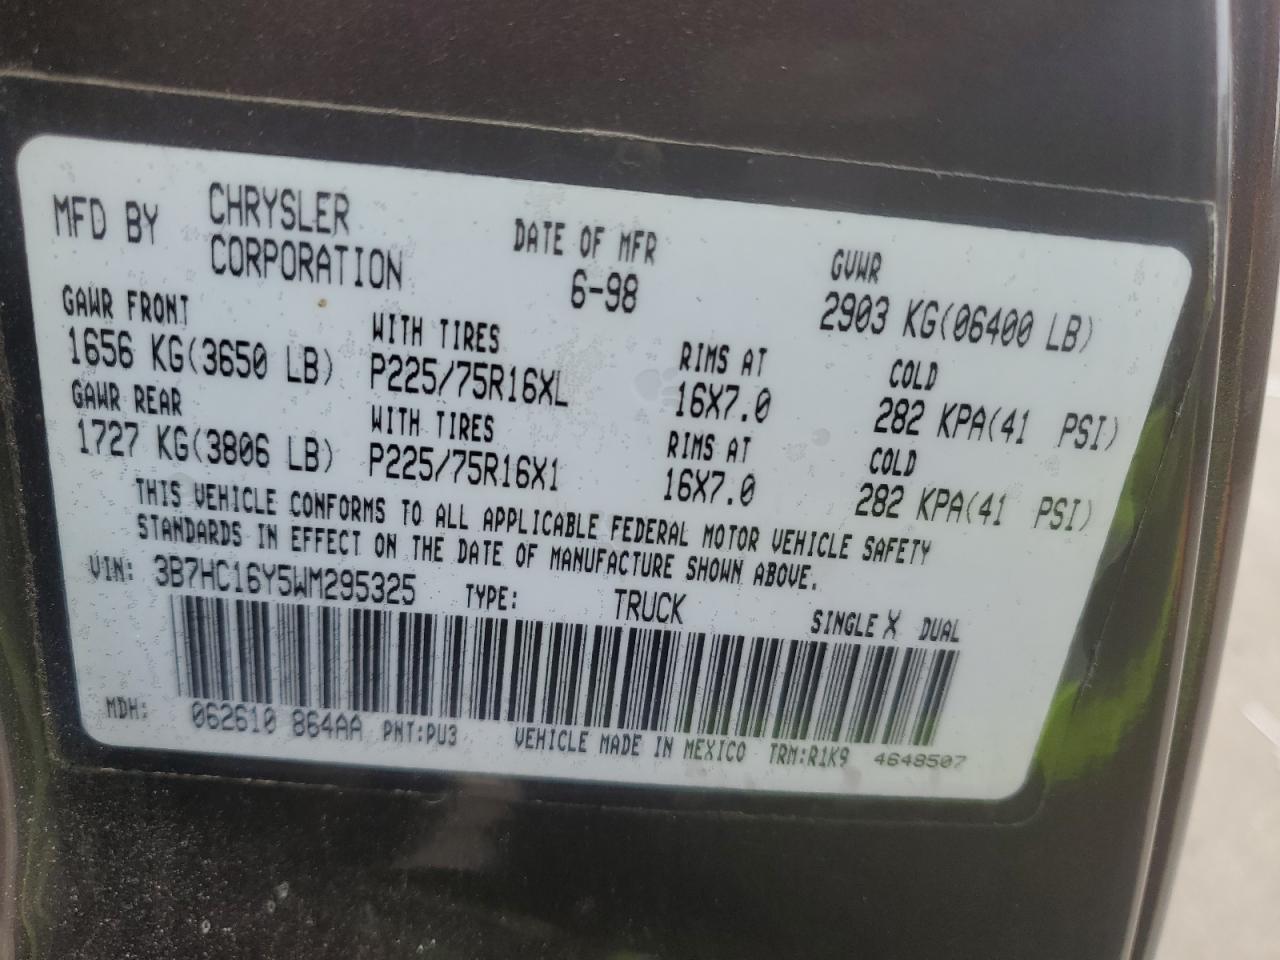 MFD BY CHRYSLER CORPORATION
DATE OF MFR
6-98
GVWR
2903 KG(06400 LB)
GAWR FRONT
1656 KG(3650 LB)
WITH TIRES
P225/75R16XL
RIMS AT
16X7.0
COLD
282 KPA(41 PSI)
GAWR REAR
1727 KG(3806 LB)
WITH TIRES
P225/75R16X1
RIMS AT
16X7.0
COLD
282 KPA(41 PSI)
THIS VEHICLE CONFORMS TO ALL APPLICABLE FEDERAL MOTOR VEHICLE SAFETY
STANDARDS IN EFFECT ON THE DATE OF MANUFACTURE SHOWN ABOVE.
VIN: 3B7HC16Y5WM295325 TYPE: TRUCK SINGLE X DUAL
MDH: 062610 864AA PNT:PU3 VEHICLE MADE IN MEXICO TRM:R1K9 4648507